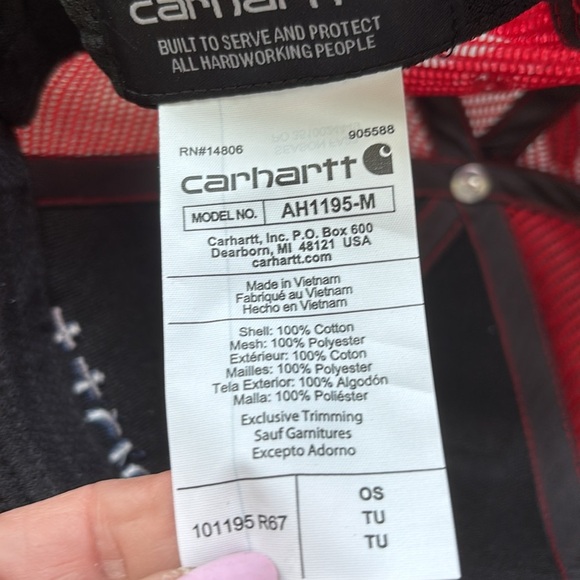 carhartt
BUILT TO SERVE AND PROTECT
ALL HARDWORKING PEOPLE
905588
RN#14806
carhartt
MODEL NO. AH1195-M
Carhartt, Inc. P.O. Box 600
Dearborn, MI 48121 USA
carhartt.com
Made in Vietnam
Fabriqué au Vietnam
Hecho en Vietnam
Shell: 100% Cotton
Mesh: 100% Polyester
Extérieur: 100% Coton
Mailles: 100% Polyester
Tela Exterior: 100% Algodón
Malla: 100% Poliéster
Exclusive Trimming
Sauf Garnitures
Excepto Adorno
101195 R67
OS
TU
TU